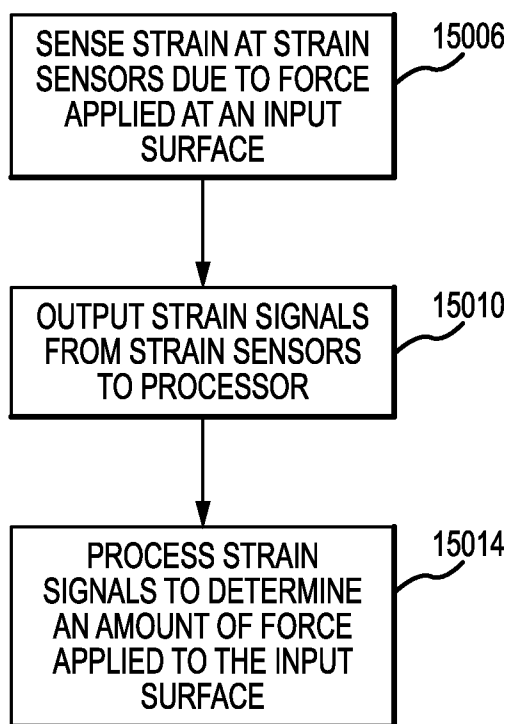 SENSE STRAIN AT STRAIN
SENSORS DUE TO FORCE
APPLIED AT AN INPUT
SURFACE
15006
OUTPUT STRAIN SIGNALS
FROM STRAIN SENSORS
TO PROCESSOR
15010
PROCESS STRAIN
SIGNALS TO DETERMINE
AN AMOUNT OF FORCE
APPLIED TO THE INPUT
SURFACE
15014